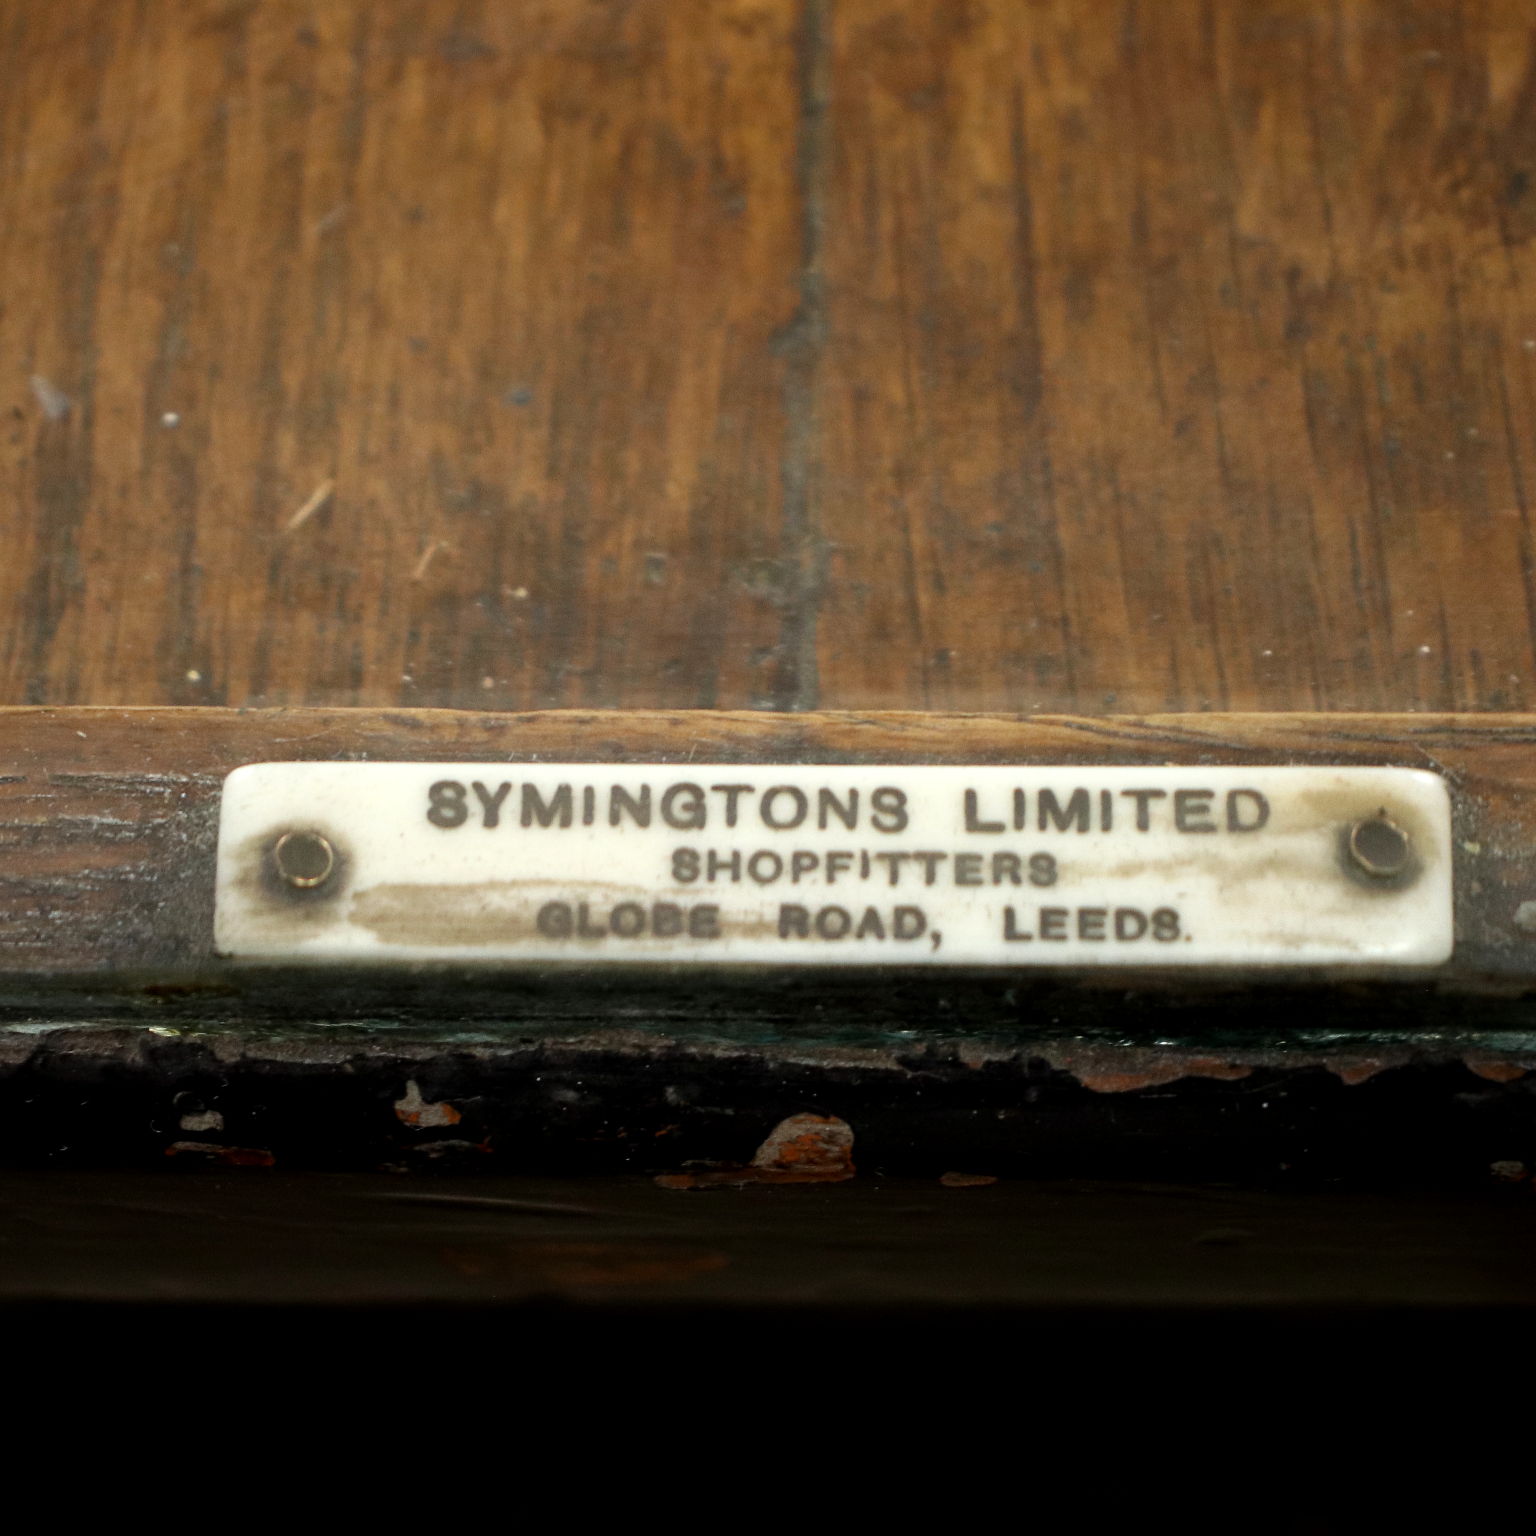 SYMINGTONS LIMITED
SHOPFITTERS
GLOBE ROAD, LEEDS.